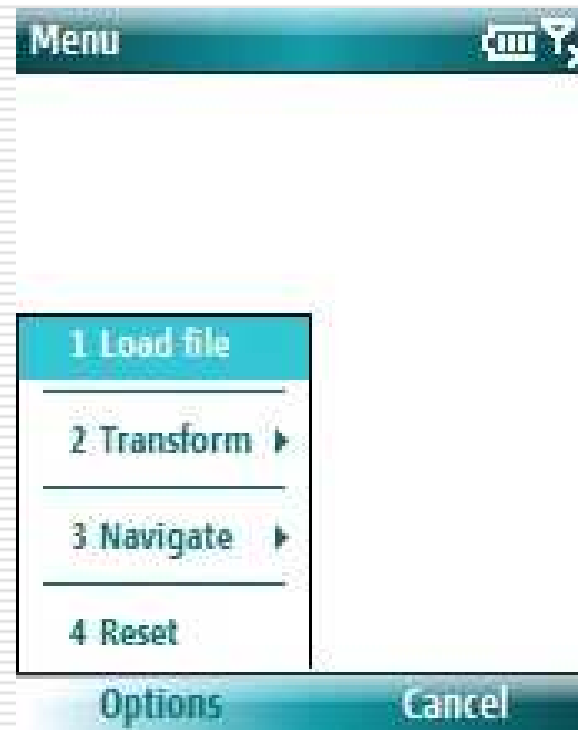 Menu
1 Load file
2 Transform
3 Navigate
4 Reset
Options Cancel